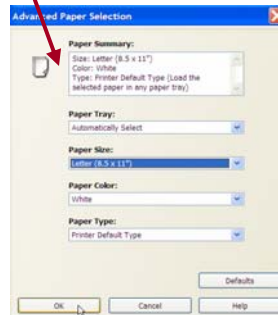 Advanced Paper Selection
Paper Summary:
Size: Letter (8.5 x 11")
Color: White
Type: Printer Default Type (Load the
selected paper in any paper tray)
Paper Tray:
Automatically Select
Paper Size:
Letter (8.5 x 11")
Paper Color:
White
Paper Type:
Printer Default Type
Defaults
OK
Cancel
Help